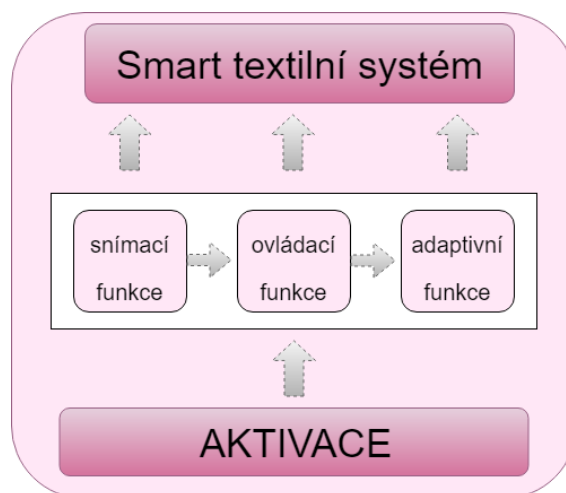 Smart textilní systém
snímací
funkce
ovládací
funkce
adaptivní
funkce
AKTIVACE